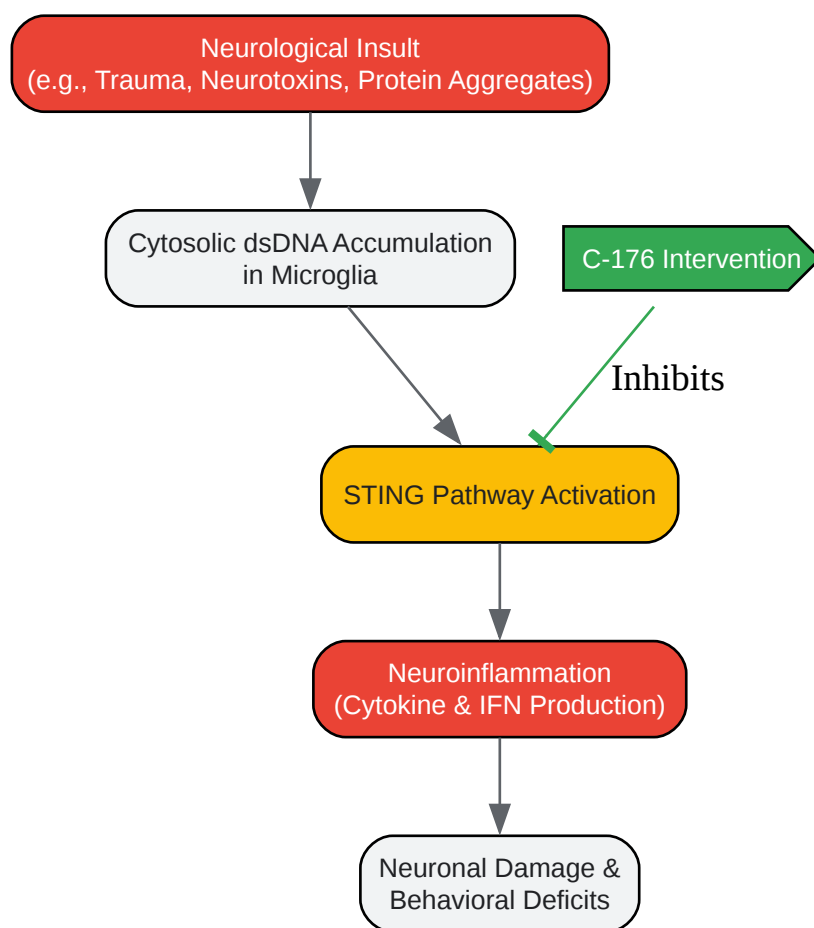 Neurological Insult
(e.g., Trauma, Neurotoxins, Protein Aggregates)
Cytosolic dsDNA Accumulation
in Microglia
C-176 Intervention
Inhibits
STING Pathway Activation
Neuroinflammation
(Cytokine & IFN Production)
Neuronal Damage &
Behavioral Deficits